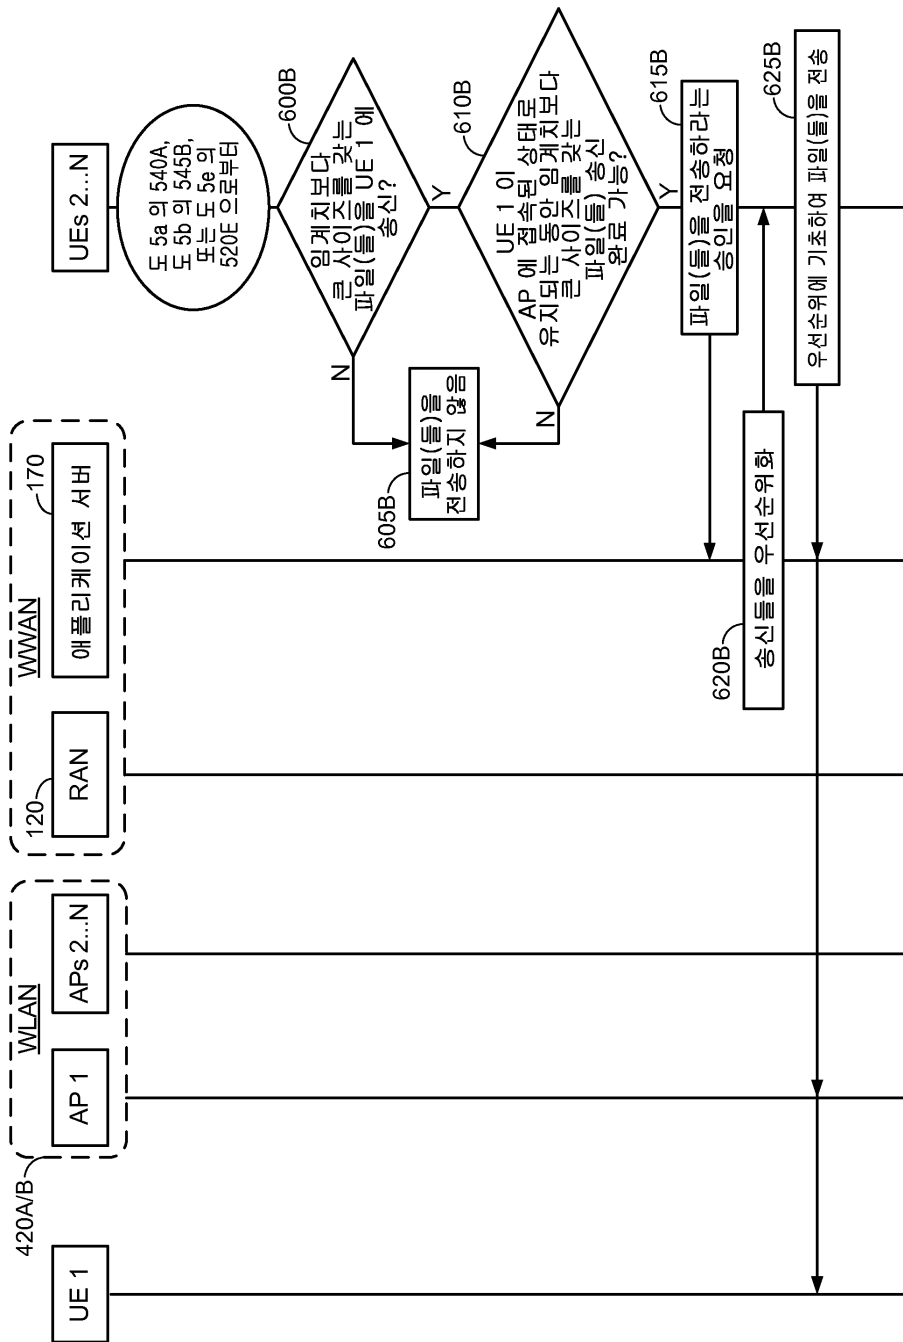 UE 1
420A/B
WLAN
AP 1
APs 2...N
WWAN
120
RAN
170
애플리케이션 서버
UEs 2...N
도 5a 의 540A,
도 5b 의 545B,
또는 도 5e 의
520E 으로부터
600B
임계치보다
큰 사이즈를 갖는
파일(들)을 UE 1 에
송신?
N
Y
605B
파일(들)을
전송하지 않음
610B
UE 1 이
AP 에 접속된 상태로
유지되는 동안 임계치보다
큰 사이즈를 갖는
파일(들) 송신
완료 가능?
N
Y
615B
파일(들)을 전송하라는
승인을 요청
620B
송신들을 우선순위화
625B
우선순위에 기초하여 파일(들)을 전송